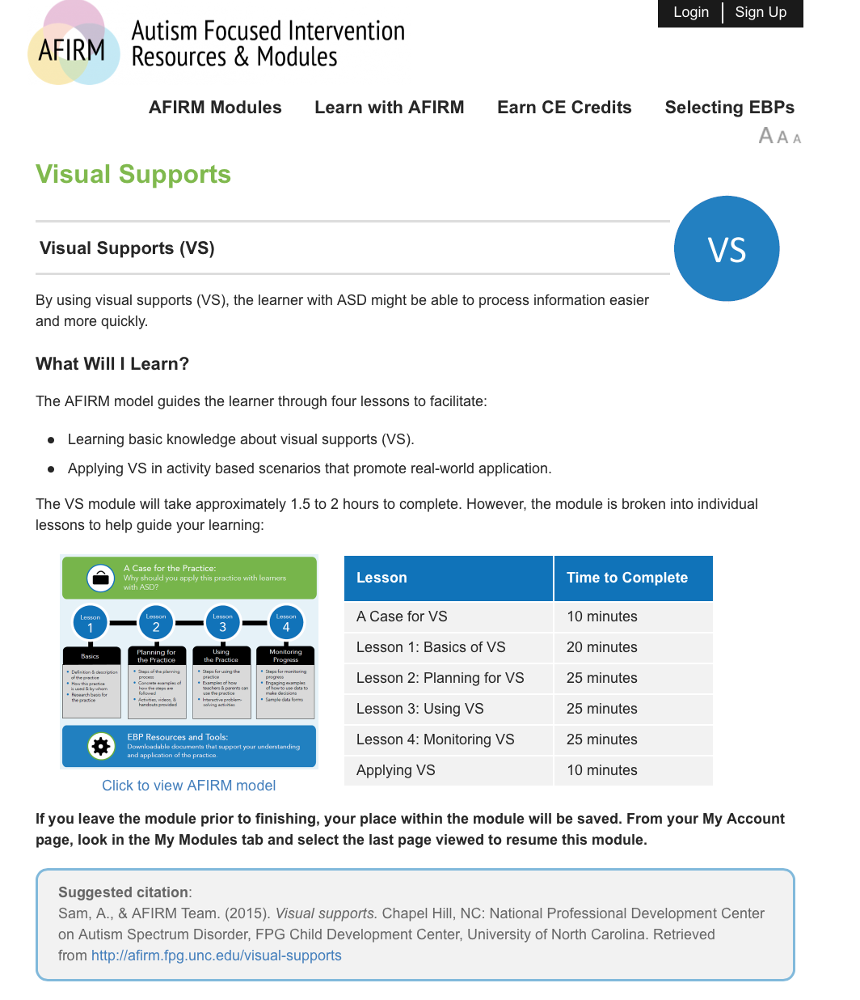 Login
Sign Up
AFIRM
Autism Focused Intervention
Resources & Modules
AFIRM Modules
Learn with AFIRM
Earn CE Credits
Selecting EBPs
A A A
Visual Supports
Visual Supports (VS)
VS
By using visual supports (VS), the learner with ASD might be able to process information easier
and more quickly.
What Will I Learn?
The AFIRM model guides the learner through four lessons to facilitate:
● Learning basic knowledge about visual supports (VS).
● Applying VS in activity based scenarios that promote real-world application.
The VS module will take approximately 1.5 to 2 hours to complete. However, the module is broken into individual
lessons to help guide your learning:
A Case for the Practice:
Why should you apply this practice with learners
with ASD?
Lesson
1
Lesson
2
Lesson
3
Lesson
4
Basics
• Definition & description
of the practice
• How this practice
is used & by whom
• Research basis for
the practice
Planning for
the Practice
• Steps of the planning
process
• Concrete examples of
how the steps are
followed
• Activities, videos, &
handouts provided
Using
the Practice
• Steps for using the
practice
• Examples of how
teachers & parents can
use the practice
• Interactive problem-
solving activities
Monitoring
Progress
• Steps for monitoring
progress
• Engaging examples
of how to use data to
make decisions
• Sample data forms
EBP Resources and Tools:
Downloadable documents that support your understanding
and application of the practice.
Click to view AFIRM model
Lesson Time to Complete
A Case for VS 10 minutes
Lesson 1: Basics of VS 20 minutes
Lesson 2: Planning for VS 25 minutes
Lesson 3: Using VS 25 minutes
Lesson 4: Monitoring VS 25 minutes
Applying VS 10 minutes
If you leave the module prior to finishing, your place within the module will be saved. From your My Account
page, look in the My Modules tab and select the last page viewed to resume this module.
Suggested citation:
Sam, A., & AFIRM Team. (2015). Visual supports. Chapel Hill, NC: National Professional Development Center
on Autism Spectrum Disorder, FPG Child Development Center, University of North Carolina. Retrieved
from http://afirm.fpg.unc.edu/visual-supports